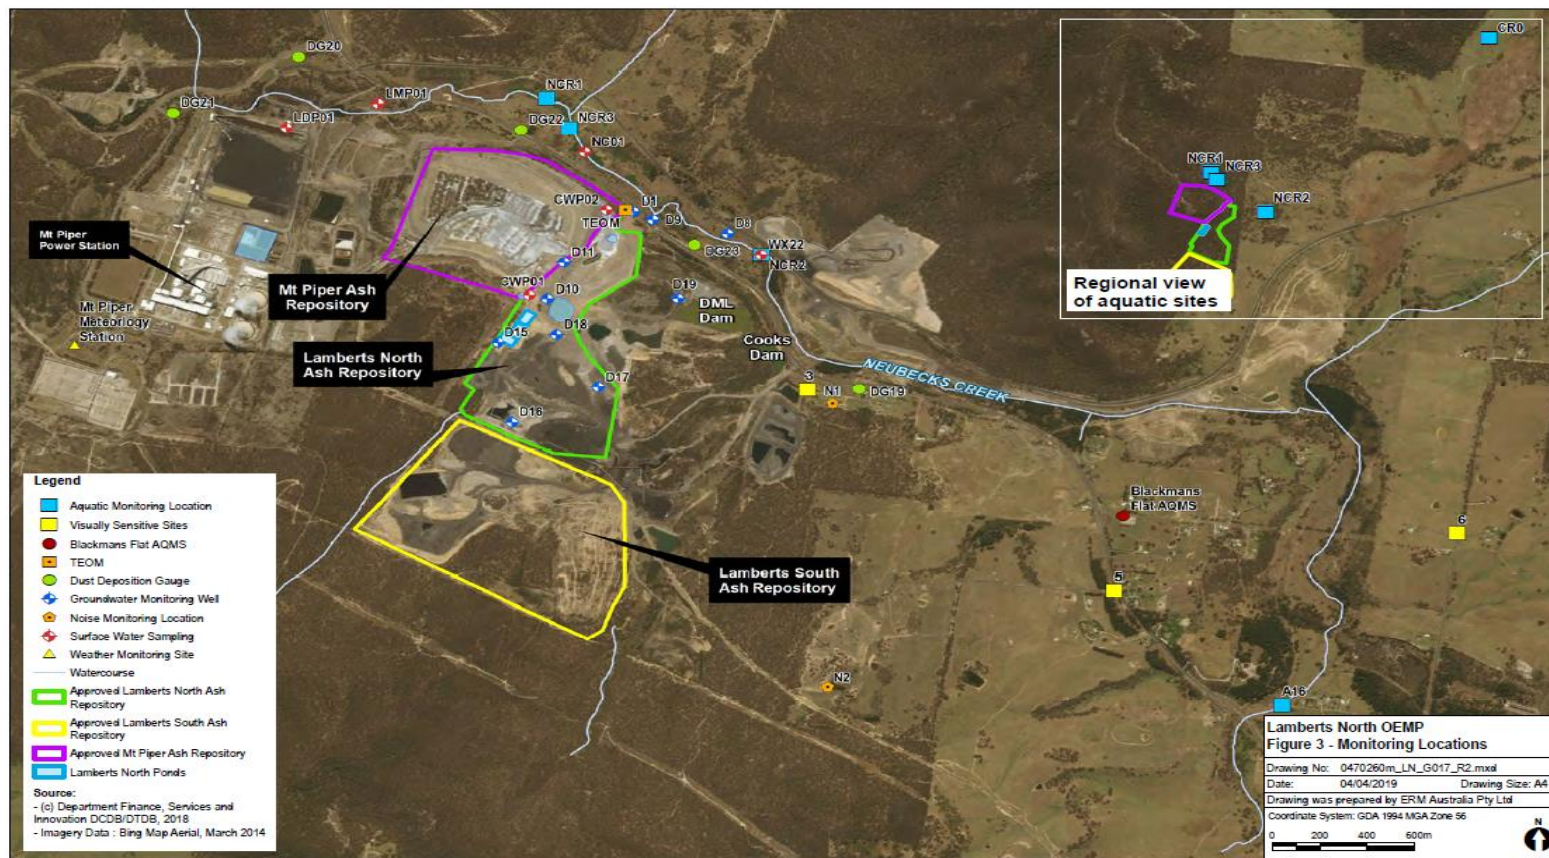 CR0
DG20
LMP01
NCR1
DG21
LDP01
DG22
NCR3
NC01
NCR1
NCR3
NCR2
CWP02
D1
TEOM
D9
D8
DG23
WX22
NCR2
Mt Piper
Power Station
D11
Mt Piper Ash
Repository
CWP01
D10
D19
DML
Dam
Regional view
of aquatic sites
Mt Piper
Meteorlogy
Station
D15
D18
Cooks
Dam
Lamberts North
Ash Repository
NEUBECKS CREEK
D17
3
N1
DG19
D16
Blackmans
Flat AQMS
6
Lamberts South
Ash Repository
5
N2
A16
Legend
Aquatic Monitoring Location
Visually Sensitive Sites
Blackmans Flat AQMS
TEOM
Dust Deposition Gauge
Groundwater Monitoring Well
Noise Monitoring Location
Surface Water Sampling
Weather Monitoring Site
Watercourse
Approved Lamberts North Ash
Repository
Approved Lamberts South Ash
Repository
Approved Mt Piper Ash Repository
Lamberts North Ponds
Source:
- (c) Department Finance, Services and
Innovation DCDB/DTDB, 2018
- Imagery Data : Bing Map Aerial, March 2014
Lamberts North OEMP
Figure 3 - Monitoring Locations
Drawing No: 0470260m_LN_G017_R2.mxd
Date: 04/04/2019 Drawing Size: A4
Drawing was prepared by ERM Australia Pty Ltd
Coordinate System: GDA 1994 MGA Zone 56
0 200 400 600m
N